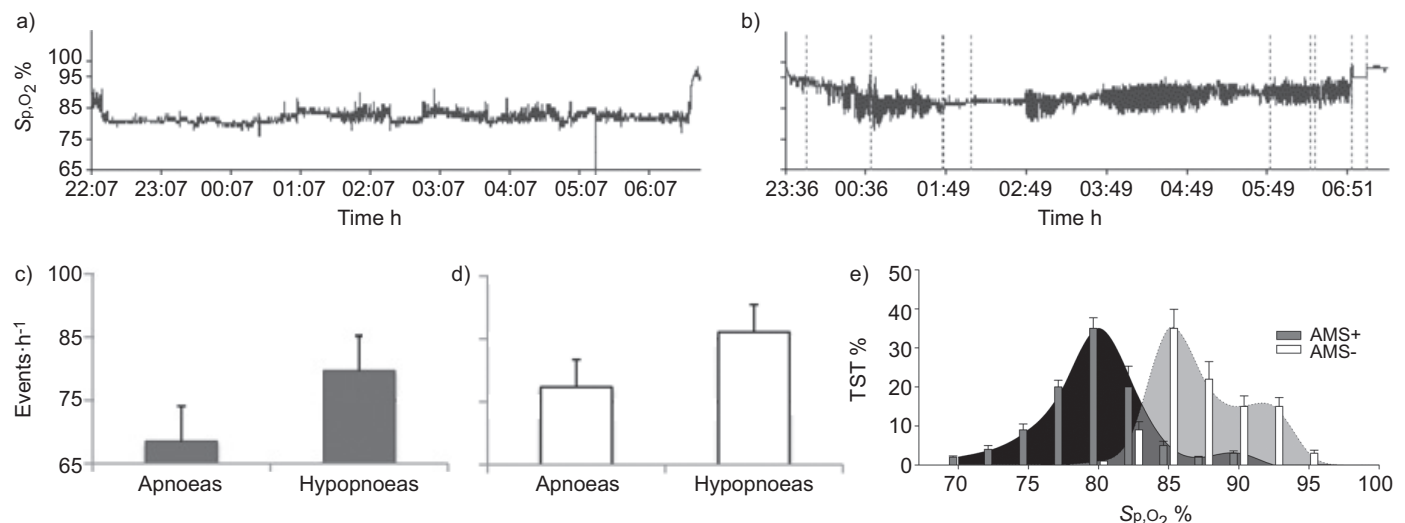 a)
Sp,O2 %
100
95
85
75
65
22:07 23:07 00:07 01:07 02:07 03:07 04:07 05:07 06:07
Time h
b)
23:36 00:36 01:49 02:49 03:49 04:49 05:49 06:51
Time h
c)
Events·h-1
100
85
75
65
Apnoeas Hypopnoeas
d)
Apnoeas Hypopnoeas
e)
TST %
50
40
30
20
10
0
AMS+
AMS-
70 75 80 85 90 95 100
Sp,O2 %